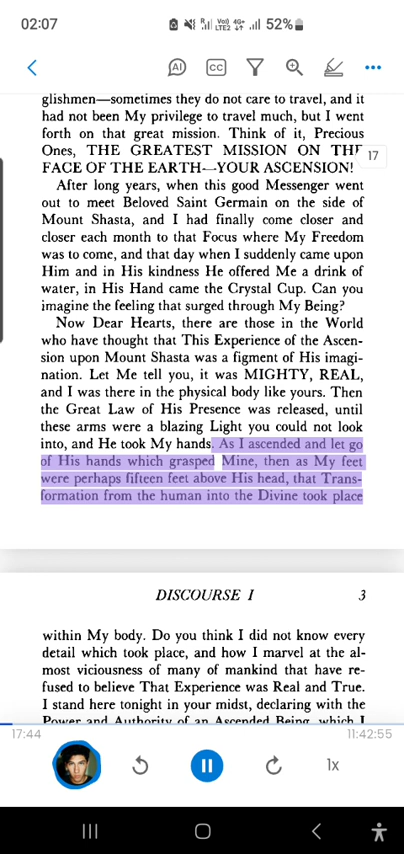 02:07
52%
AI
CC
glishmen—sometimes they do not care to travel, and it
had not been My privilege to travel much, but I went
forth on that great mission. Think of it, Precious
Ones, THE GREATEST MISSION ON THE
FACE OF THE EARTH—YOUR ASCENSION!
17
After long years, when this good Messenger went
out to meet Beloved Saint Germain on the side of
Mount Shasta, and I had finally come closer and
closer each month to that Focus where My Freedom
was to come, and that day when I suddenly came upon
Him and in His kindness He offered Me a drink of
water, in His Hand came the Crystal Cup. Can you
imagine the feeling that surged through My Being?
Now Dear Hearts, there are those in the World
who have thought that This Experience of the Ascen-
sion upon Mount Shasta was a figment of His imagi-
nation. Let Me tell you, it was MIGHTY, REAL,
and I was there in the physical body like yours. Then
the Great Law of His Presence was released, until
these arms were a blazing Light you could not look
into, and He took My hands. As I ascended and let go
of His hands which grasped Mine, then as My feet
were perhaps fifteen feet above His head, that Trans-
formation from the human into the Divine took place
DISCOURSE I 3
within My body. Do you think I did not know every
detail which took place, and how I marvel at the al-
most viciousness of many of mankind that have re-
fused to believe That Experience was Real and True.
I stand here tonight in your midst, declaring with the
Power and Authority of an Ascended Being, which I
17:44
11:42:55
1x